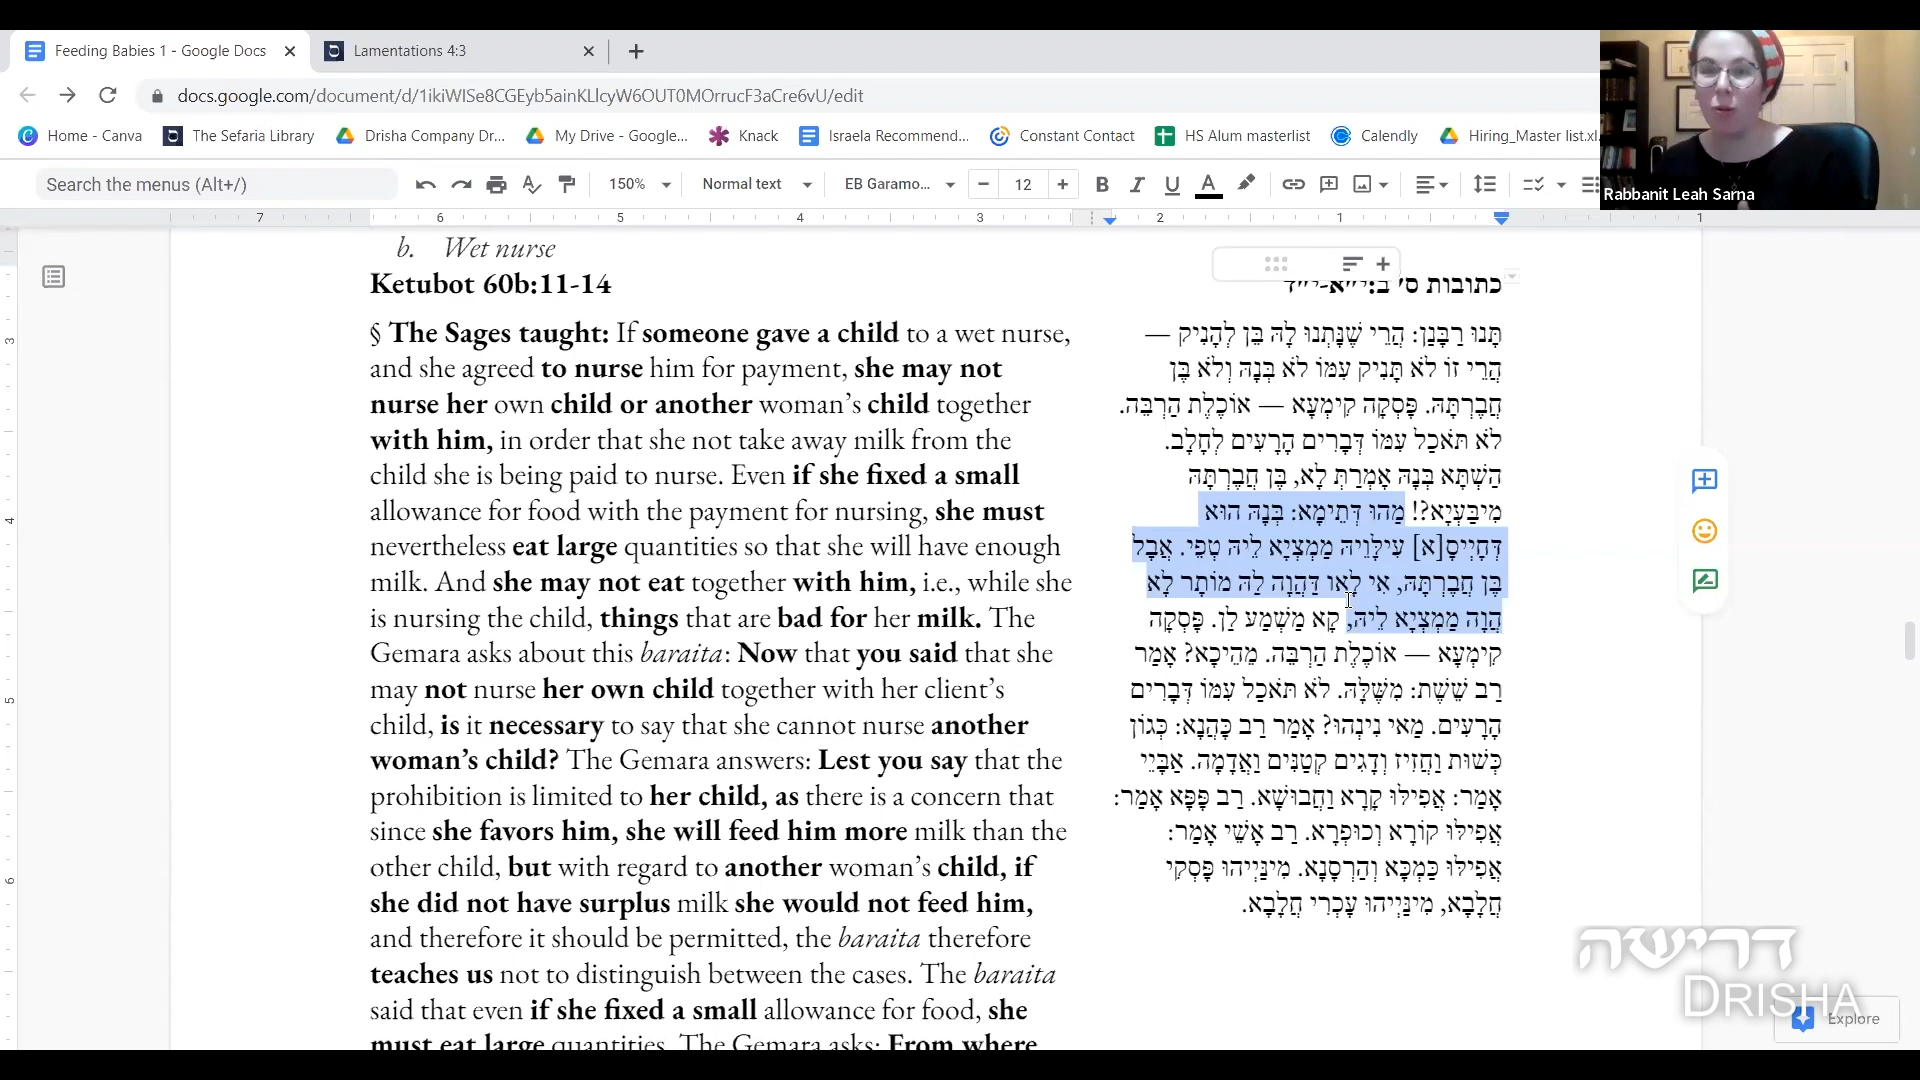 Feeding Babies 1 - Google Docs
Lamentations 4:3
docs.google.com/document/d/1ikiWISe8CGEyb5ainKLlcyW6OUT0MOrrucF3aCre6vU/edit
Home - Canva
The Sefaria Library
Drisha Company Dr...
My Drive - Google...
Knack
Israela Recommend...
Constant Contact
HS Alum masterlist
Calendly
Hiring_Master list.xl
Search the menus (Alt+/)
150%
Normal text
EB Garamo...
12
Rabbanit Leah Sarna
7 6 5 4 3 2 1 1
b. Wet nurse
Ketubot 60b:11-14
§ The Sages taught: If someone gave a child to a wet nurse,
and she agreed to nurse him for payment, she may not
nurse her own child or another woman’s child together
with him, in order that she not take away milk from the
child she is being paid to nurse. Even if she fixed a small
allowance for food with the payment for nursing, she must
nevertheless eat large quantities so that she will have enough
milk. And she may not eat together with him, i.e., while she
is nursing the child, things that are bad for her milk. The
Gemara asks about this baraita: Now that you said that she
may not nurse her own child together with her client’s
child, is it necessary to say that she cannot nurse another
woman’s child? The Gemara answers: Lest you say that the
prohibition is limited to her child, as there is a concern that
since she favors him, she will feed him more milk than the
other child, but with regard to another woman’s child, if
she did not have surplus milk she would not feed him,
and therefore it should be permitted, the baraita therefore
teaches us not to distinguish between the cases. The baraita
said that even if she fixed a small allowance for food, she
must eat large quantities. The Gemara asks: From where
כתובות ס׳ ב:י״א-י״ד
תָּנוּ רַבָּנַן: הֲרֵי שֶׁנָּתְנוּ לָהּ בֵּן לְהָנִיק —
הֲרֵי זוֹ לֹא תָּנִיק עִמּוֹ לֹא בְּנָהּ וְלֹא בֶּן
חֲבֶרְתָּהּ. פָּסְקָה קִימְעָא — אוֹכֶלֶת הַרְבֵּה.
לֹא תֹּאכַל עִמּוֹ דְּבָרִים הָרָעִים לְחָלָב.
הַשְׁתָּא בְּנָהּ אָמְרַתְּ לָא, בֶּן חֲבֶרְתָּהּ
מִיבַּעְיָא?! מַהוּ דְּתֵימָא: בְּנָהּ הוּא
דְּחָיְיסָ[א] עִילָּוֵיהּ מַמְצְיָא לֵיהּ טְפֵי. אֲבָל
בֶּן חֲבֶרְתָּהּ, אִי לָאו דַּהֲוָה לַהּ מוֹתָר לָא
הֲוָה מַמְצְיָא לֵיהּ, קָא מַשְׁמַע לַן. פָּסְקָה
קִימְעָא — אוֹכֶלֶת הַרְבֵּה. מֵהֵיכָא? אָמַר
רַב שֵׁשֶׁת: מִשֶּׁלָּהּ. לֹא תֹּאכַל עִמּוֹ דְּבָרִים
הָרָעִים. מַאי נִינְהוּ? אָמַר רַב כָּהֲנָא: כְּגוֹן
כְּשׁוּת וַחֲזִיז וְדָגִים קְטַנִּים וַאֲדָמָה. אַבָּיֵי
אָמַר: אֲפִילּוּ קָרָא וַחֲבוּשָׁא. רַב פָּפָּא אָמַר:
אֲפִילּוּ קוֹרָא וְכוּפְרָא. רַב אָשֵׁי אָמַר:
אֲפִילּוּ כַּמְכָּא וְהַרְסָנָא. מִינַּיְיהוּ פָּסְקִי
חֲלָבָא, מִינַּיְיהוּ עָכְרִי חֲלָבָא.
דרישה
DRISHA
Explore